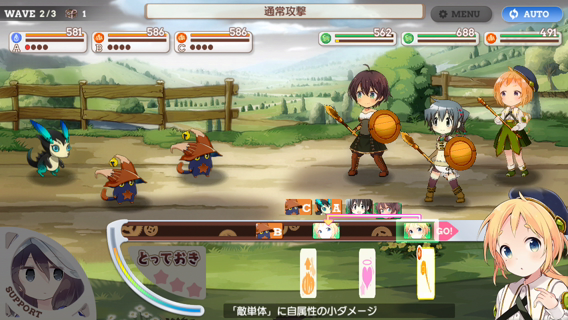 WAVE 2/3 1
通常攻撃
MENU
AUTO
581
A
586
B
586
C
562
688
491
C
A
B
GO!
とっておき
SUPPORT
「敵単体」に自属性の小ダメージ